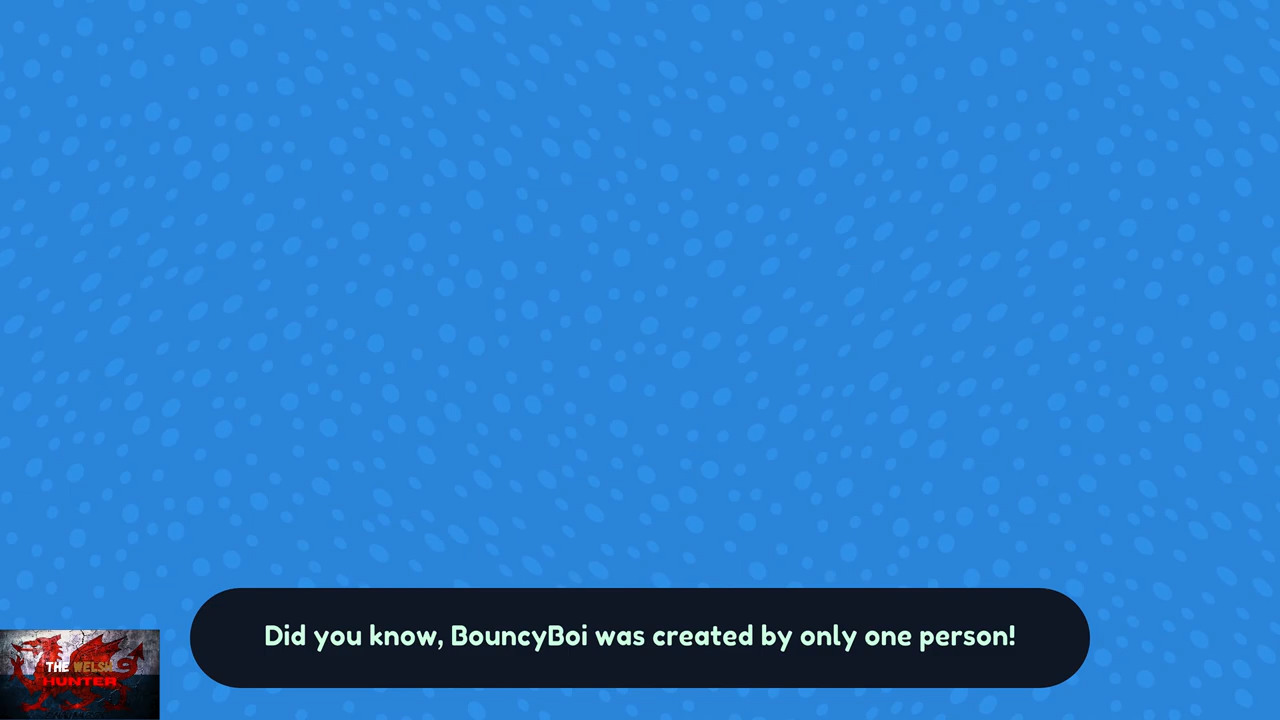 Did you know, BouncyBoi was created by only one person!
THE WELSH
HUNTER